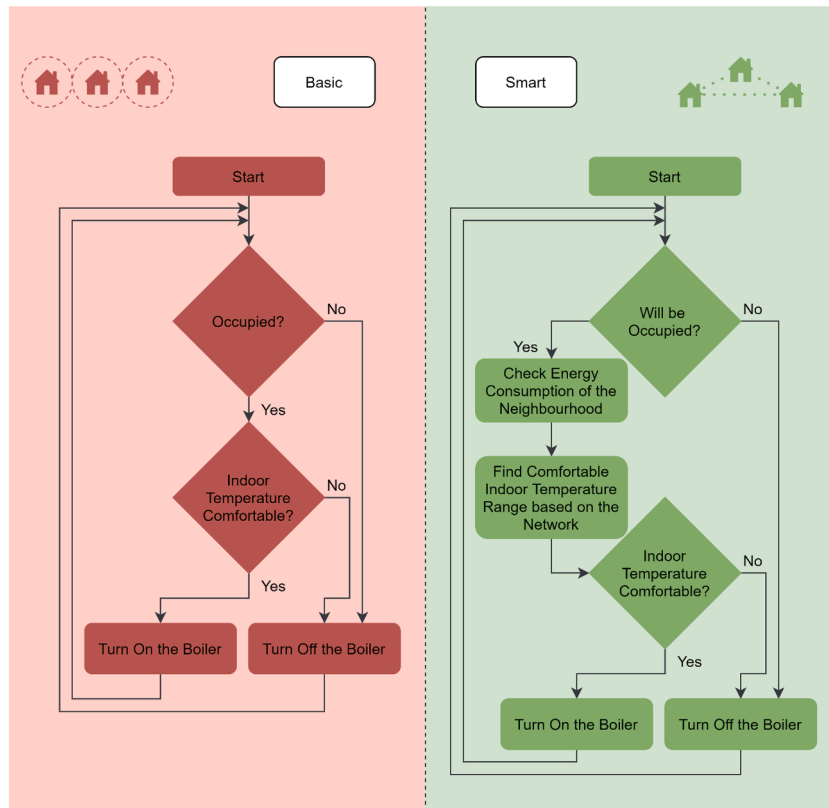 Basic
Start
Occupied?
No
Yes
Indoor
Temperature
Comfortable?
No
Yes
Turn On the Boiler
Turn Off the Boiler
Smart
Start
Will be
Occupied?
No
Yes
Check Energy
Consumption of the
Neighbourhood
Find Comfortable
Indoor Temperature
Range based on the
Network
Indoor
Temperature
Comfortable?
No
Yes
Turn On the Boiler
Turn Off the Boiler